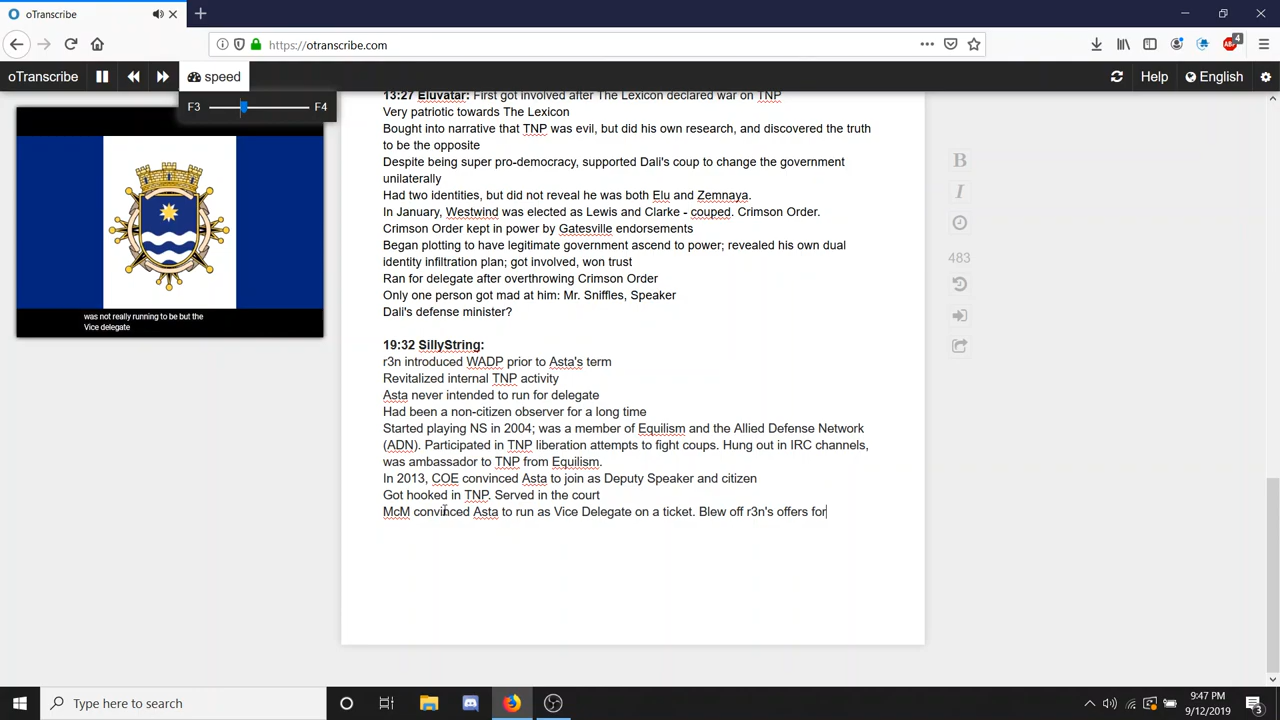 oTranscribe
https://otranscribe.com
4
oTranscribe
speed
Help
English
F3
F4
was not really running to be but the
Vice delegate
13:27 Eluvatar: First got involved after The Lexicon declared war on TNP
Very patriotic towards The Lexicon
Bought into narrative that TNP was evil, but did his own research, and discovered the truth
to be the opposite
Despite being super pro-democracy, supported Dali's coup to change the government
unilaterally
Had two identities, but did not reveal he was both Elu and Zemnaya.
In January, Westwind was elected as Lewis and Clarke - couped. Crimson Order.
Crimson Order kept in power by Gatesville endorsements
Began plotting to have legitimate government ascend to power; revealed his own dual
identity infiltration plan; got involved, won trust
Ran for delegate after overthrowing Crimson Order
Only one person got mad at him: Mr. Sniffles, Speaker
Dali's defense minister?
19:32 SillyString:
r3n introduced WADP prior to Asta's term
Revitalized internal TNP activity
Asta never intended to run for delegate
Had been a non-citizen observer for a long time
Started playing NS in 2004; was a member of Equilism and the Allied Defense Network
(ADN). Participated in TNP liberation attempts to fight coups. Hung out in IRC channels,
was ambassador to TNP from Equilism.
In 2013, COE convinced Asta to join as Deputy Speaker and citizen
Got hooked in TNP. Served in the court
McM convinced Asta to run as Vice Delegate on a ticket. Blew off r3n's offers for
B
I
483
Type here to search
9:47 PM
9/12/2019
3